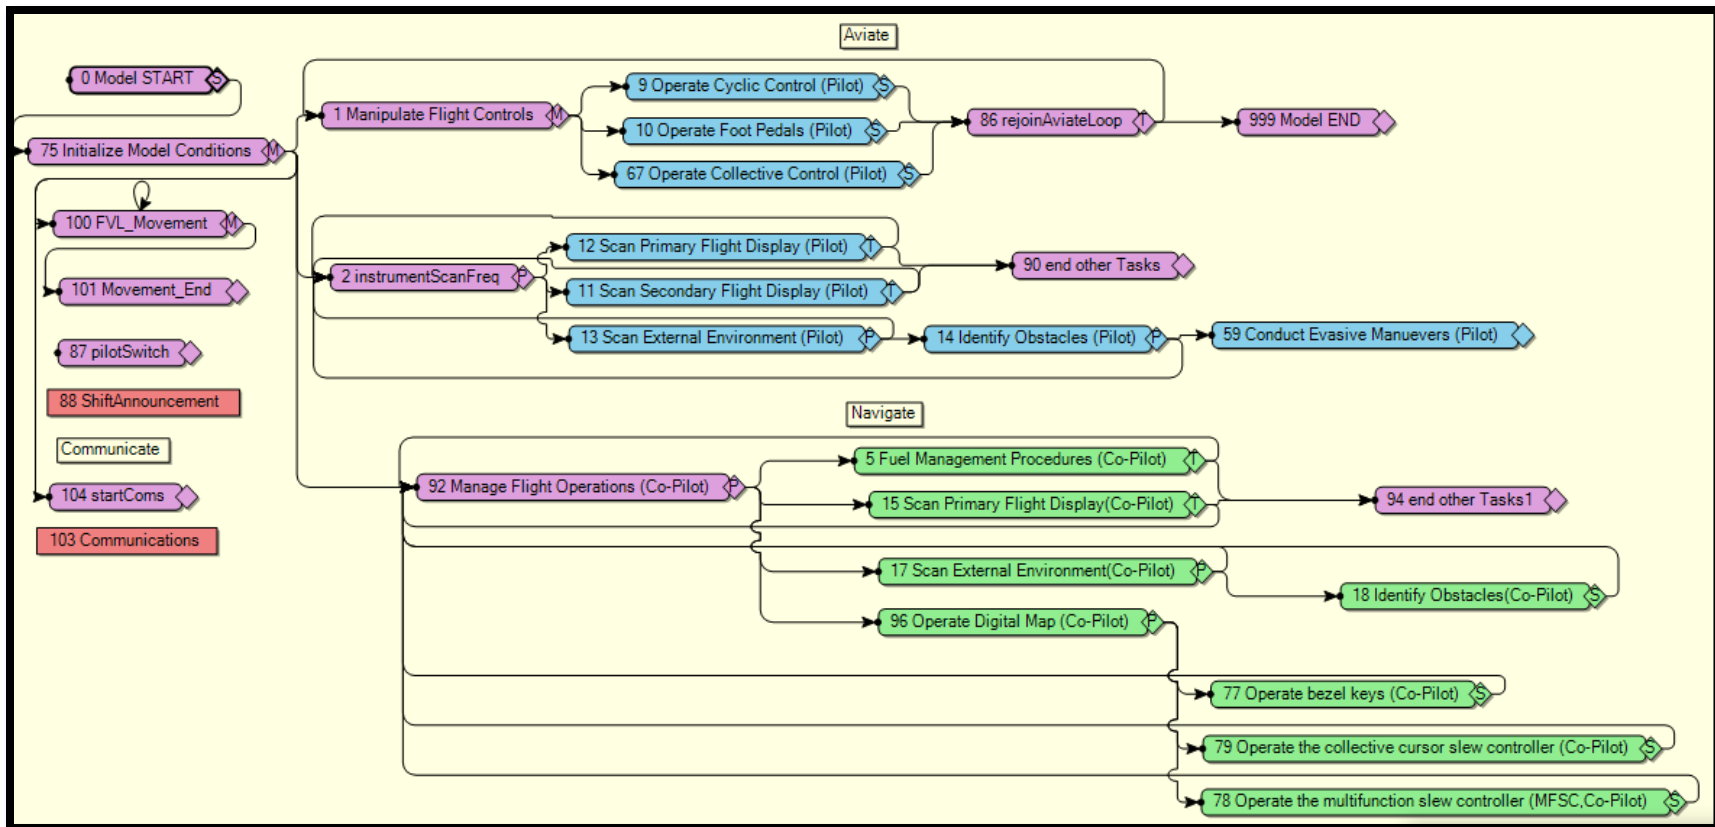 Aviate
0 Model START S
9 Operate Cyclic Control (Pilot) S
1 Manipulate Flight Controls M
86 rejoinAviateLoop T
999 Model END
10 Operate Foot Pedals (Pilot) S
75 Initialize Model Conditions M
67 Operate Collective Control (Pilot) S
100 FVL_Movement M
12 Scan Primary Flight Display (Pilot) T
90 end other Tasks
2 instrumentScanFreq P
101 Movement_End
11 Scan Secondary Flight Display (Pilot) T
13 Scan External Environment (Pilot) P
14 Identify Obstacles (Pilot) P
59 Conduct Evasive Manuevers (Pilot)
87 pilotSwitch
88 ShiftAnnouncement
Navigate
Communicate
5 Fuel Management Procedures (Co-Pilot) T
92 Manage Flight Operations (Co-Pilot) P
104 startComs
15 Scan Primary Flight Display(Co-Pilot) T
94 end other Tasks1
103 Communications
17 Scan External Environment(Co-Pilot) P
18 Identify Obstacles(Co-Pilot) S
96 Operate Digital Map (Co-Pilot) P
77 Operate bezel keys (Co-Pilot) S
79 Operate the collective cursor slew controller (Co-Pilot) S
78 Operate the multifunction slew controller (MFSC,Co-Pilot) S